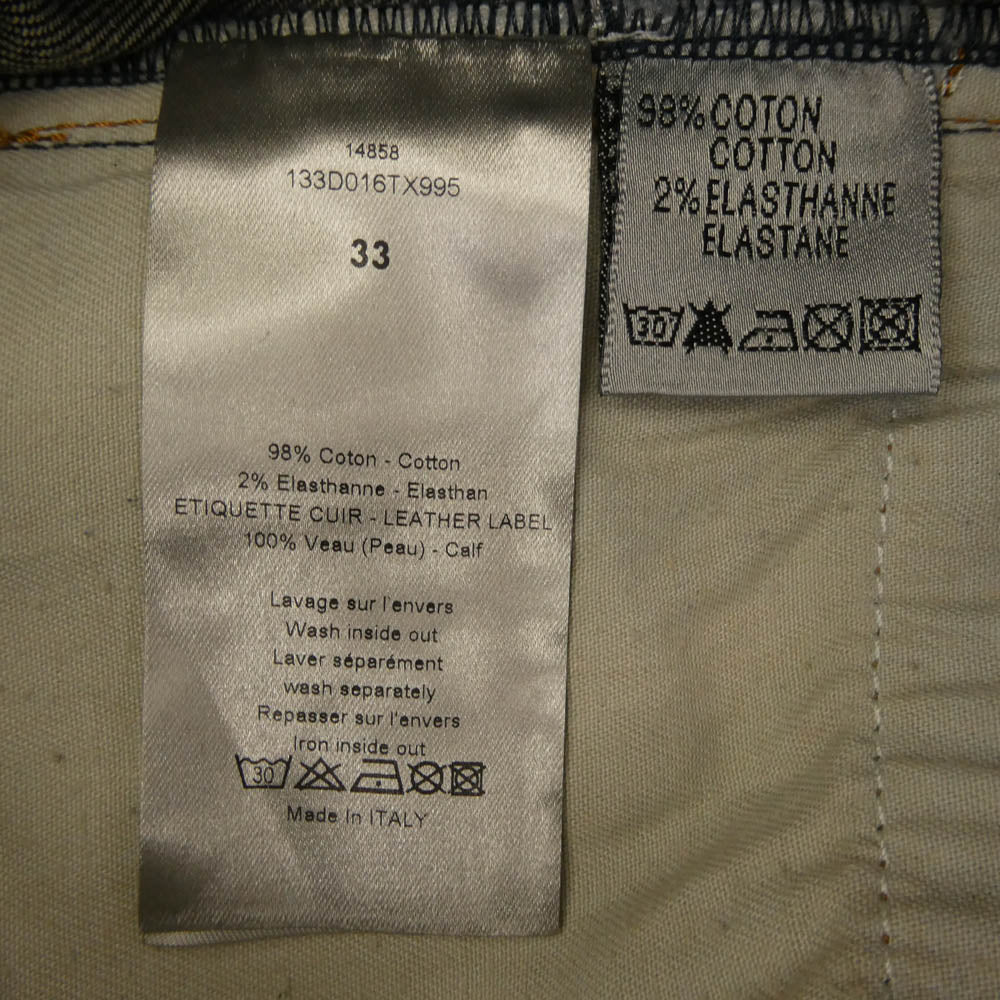 14858
133D016TX995
33
98% Coton - Cotton
2% Elasthanne - Elasthan
ETIQUETTE CUIR - LEATHER LABEL
100% Veau (Peau) - Calf
Lavage sur l'envers
Wash inside out
Laver séparément
wash separately
Repasser sur l'envers
Iron inside out
30
Made In ITALY
98% COTON
COTTON
2% ELASTHANNE
ELASTANE
30